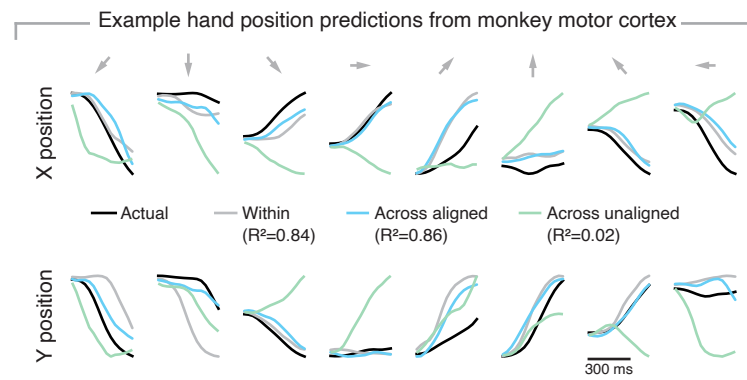 Example hand position predictions from monkey motor cortex
X position
Actual
Within
(R²=0.84)
Across aligned
(R²=0.86)
Across unaligned
(R²=0.02)
Y position
300 ms